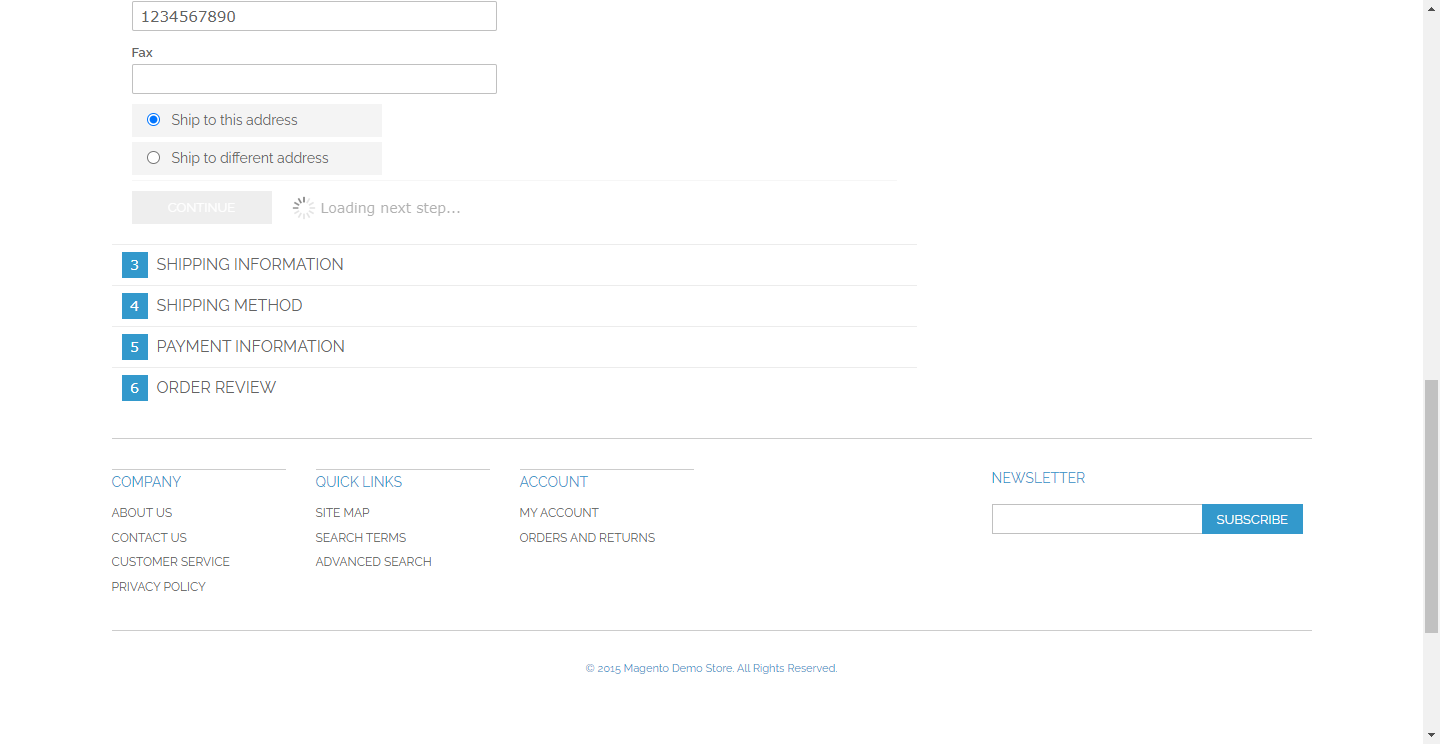 1234567890
Fax
Ship to this address
Ship to different address
CONTINUE Loading next step...
3 SHIPPING INFORMATION
4 SHIPPING METHOD
5 PAYMENT INFORMATION
6 ORDER REVIEW
COMPANY
ABOUT US
CONTACT US
CUSTOMER SERVICE
PRIVACY POLICY
QUICK LINKS
SITE MAP
SEARCH TERMS
ADVANCED SEARCH
ACCOUNT
MY ACCOUNT
ORDERS AND RETURNS
NEWSLETTER
SUBSCRIBE
© 2015 Magento Demo Store. All Rights Reserved.